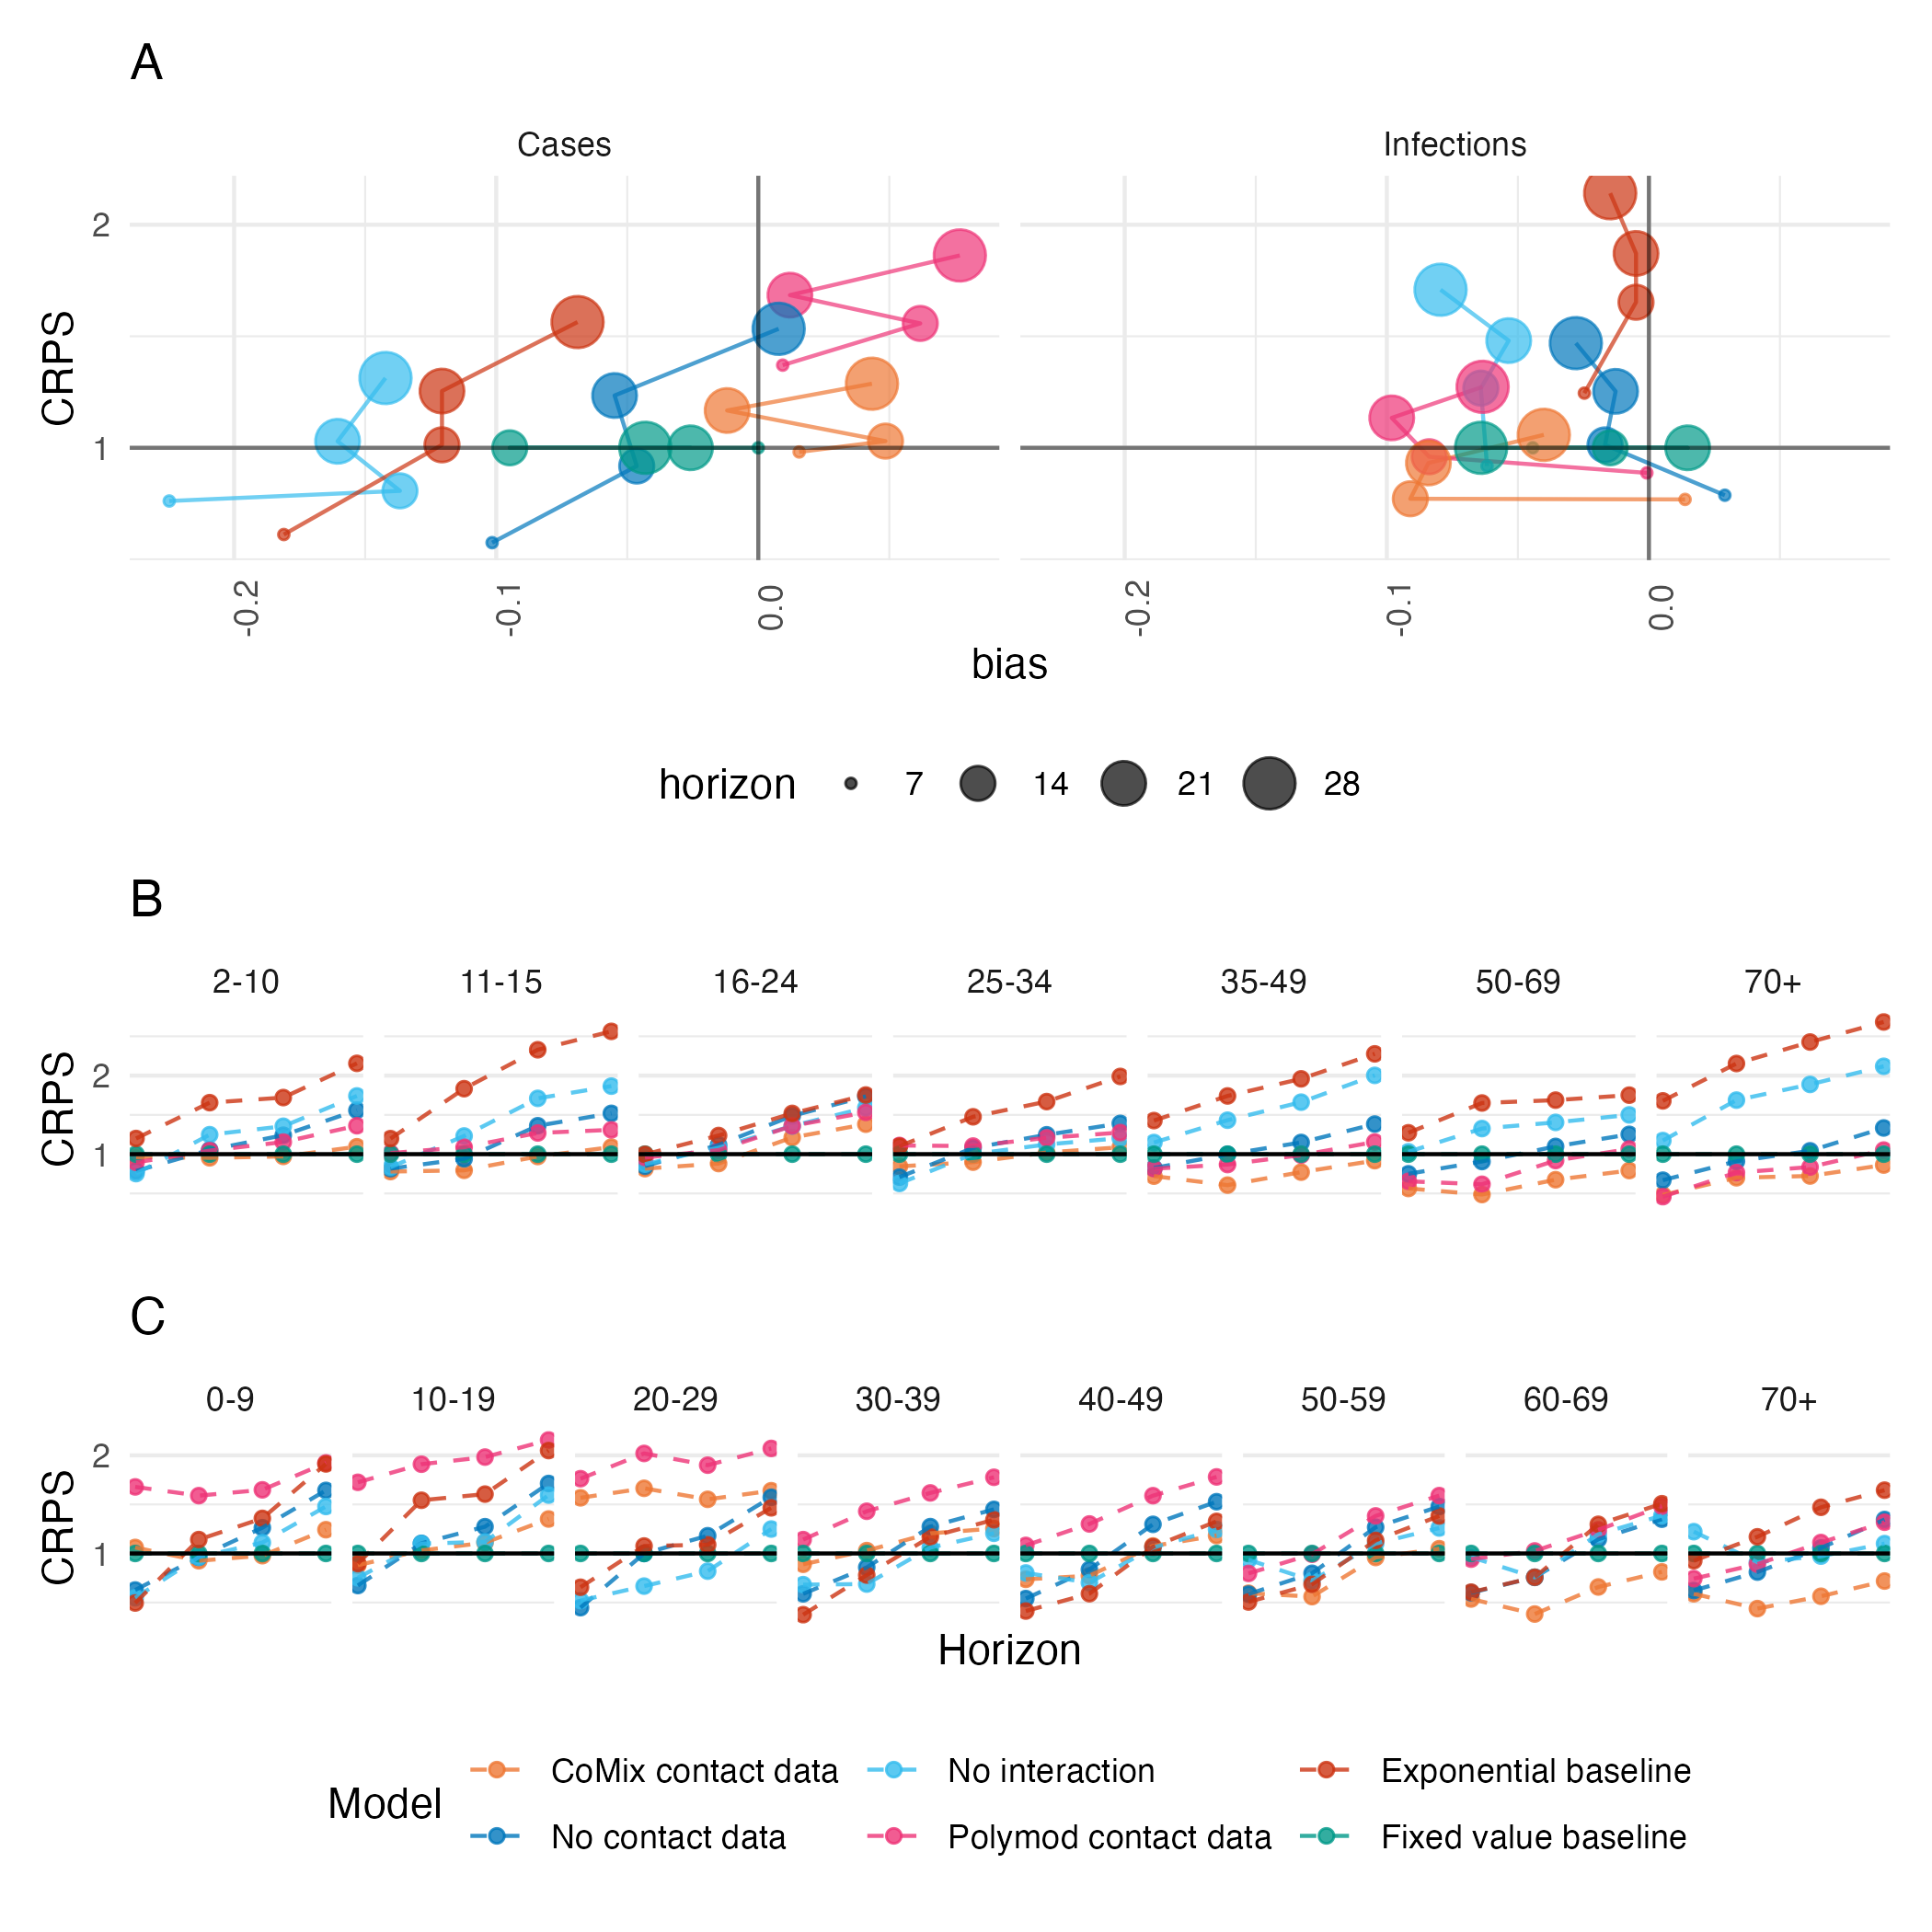 A
Cases Infections
2
1
CRPS
-0.2 -0.1 0.0 -0.2 -0.1 0.0
bias
horizon 7 14 21 28
B
2-10 11-15 16-24 25-34 35-49 50-69 70+
2
1
CRPS
C
0-9 10-19 20-29 30-39 40-49 50-59 60-69 70+
2
1
CRPS
Horizon
Model
CoMix contact data No interaction Exponential baseline
No contact data Polymod contact data Fixed value baseline